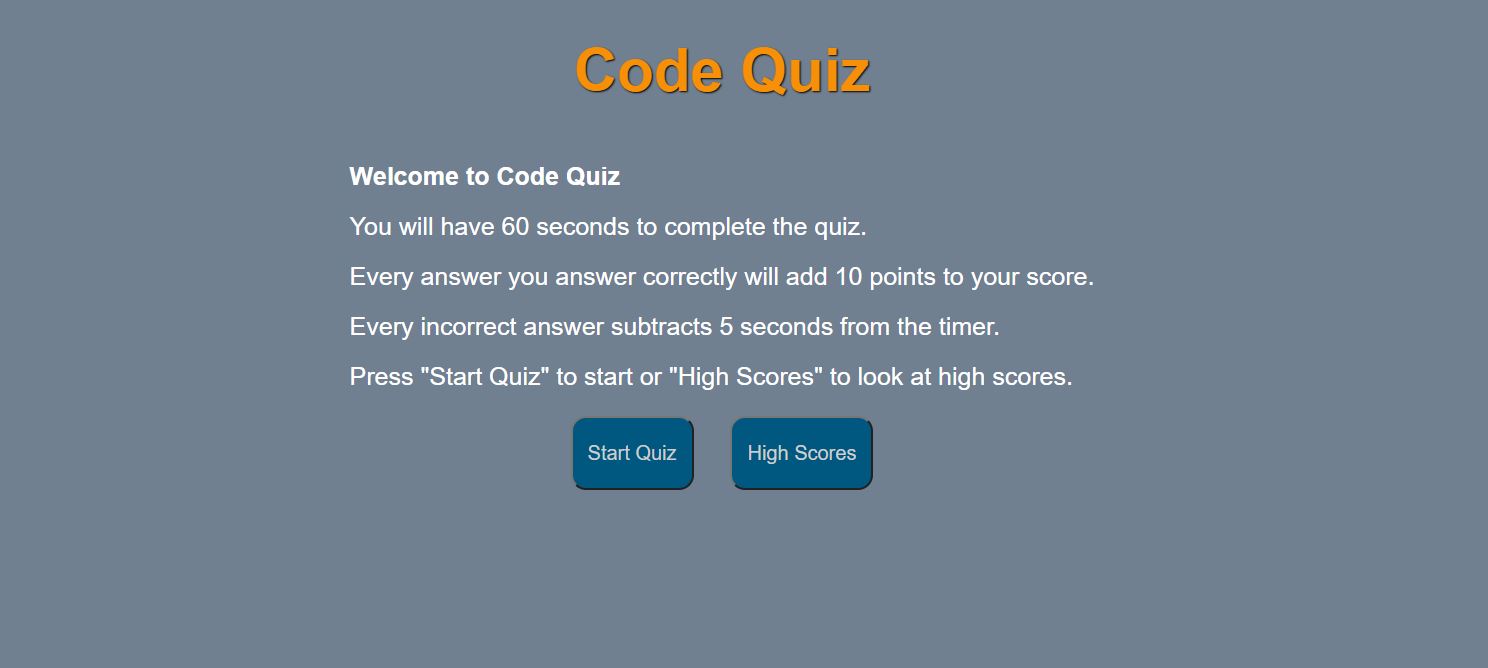 Code Quiz
Welcome to Code Quiz
You will have 60 seconds to complete the quiz.
Every answer you answer correctly will add 10 points to your score.
Every incorrect answer subtracts 5 seconds from the timer.
Press "Start Quiz" to start or "High Scores" to look at high scores.
Start Quiz High Scores